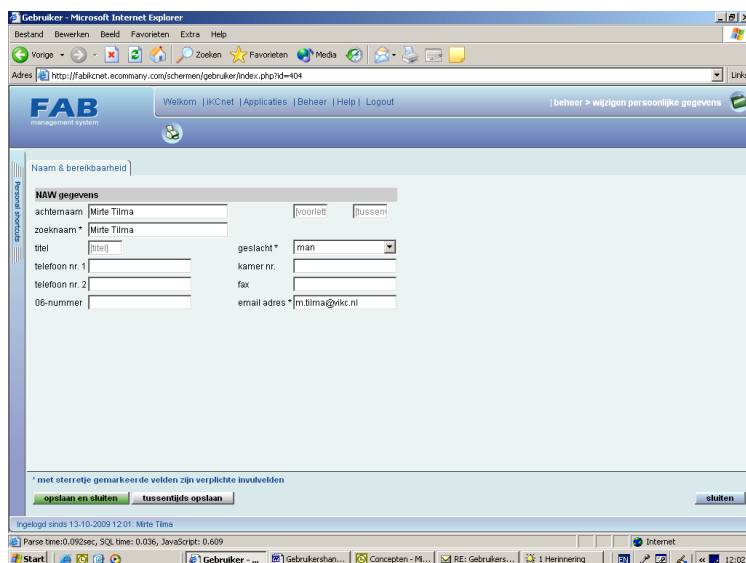 Gebruiker - Microsoft Internet Explorer
Bestand Bewerken Beeld Favorieten Extra Help
Vorige Zoeken Favorieten Media
Adres http://fabikcnet.ecommany.com/schermen/gebruiker/index.php?id=404 Links
FAB
management system
Welkom | iKCnet | Applicaties | Beheer | Help | Logout
| beheer > wijzigen persoonlijke gegevens
Personal shortcuts
Naam & bereikbaarheid
NAW gegevens
achternaam Mirte Tilma [voorlett [tussen
zoeknaam * Mirte Tilma
titel [titel] geslacht * man
telefoon nr. 1 kamer nr.
telefoon nr. 2 fax
06-nummer email adres * m.tilma@vikc.nl
* met sterretje gemarkeerde velden zijn verplichte invulvelden
opslaan en sluiten tussentijds opslaan sluiten
Ingelogd sinds 13-10-2009 12:01: Mirte Tilma
Parse time:0.092sec, SQL time: 0.036, JavaScript: 0.609 Internet
Start Gebruiker - ... Gebruikershan... Concepten - Mi... RE: Gebruikers... 1 Herinnering EN « 12:02